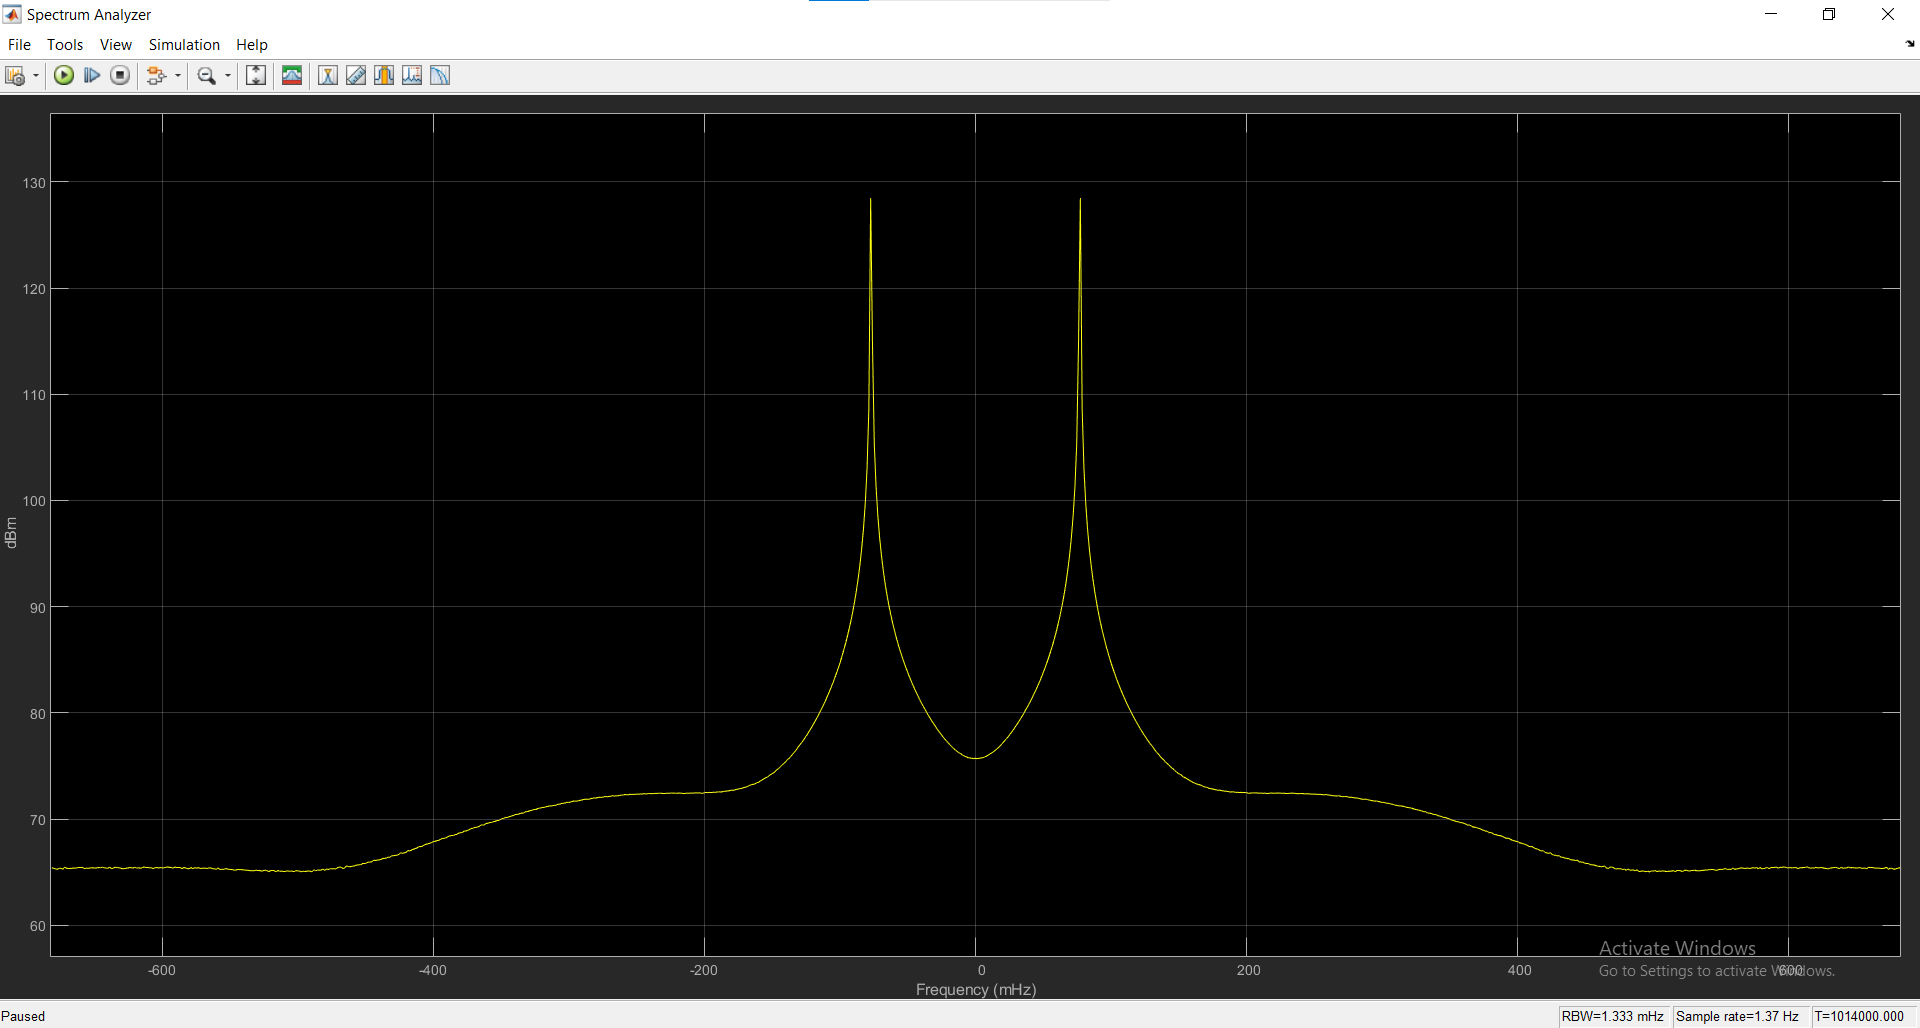 Spectrum Analyzer
File Tools View Simulation Help
130
120
110
100
90
80
70
60
dBm
-600 -400 -200 0 200 400 600
Frequency (mHz)
Activate Windows
Go to Settings to activate Windows.
Paused RBW=1.333 mHz Sample rate=1.37 Hz T=1014000.000